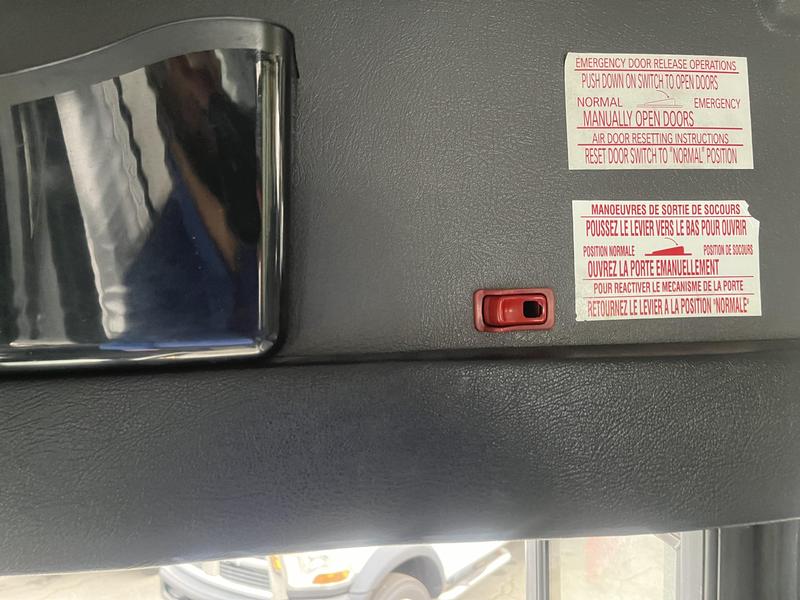 EMERGENCY DOOR RELEASE OPERATIONS
PUSH DOWN ON SWITCH TO OPEN DOORS
NORMAL EMERGENCY
MANUALLY OPEN DOORS
AIR DOOR RESETTING INSTRUCTIONS
RESET DOOR SWITCH TO "NORMAL" POSITION
MANOEUVRES DE SORTIE DE SOCOURS
POUSSEZ LE LEVIER VERS LE BAS POUR OUVRIR
POSITION NORMALE POSITION DE SOCOURS
OUVREZ LA PORTE EMANUELLEMENT
POUR REACTIVER LE MECANISME DE LA PORTE
RETOURNEZ LE LEVIER A LA POSITION "NORMALE"